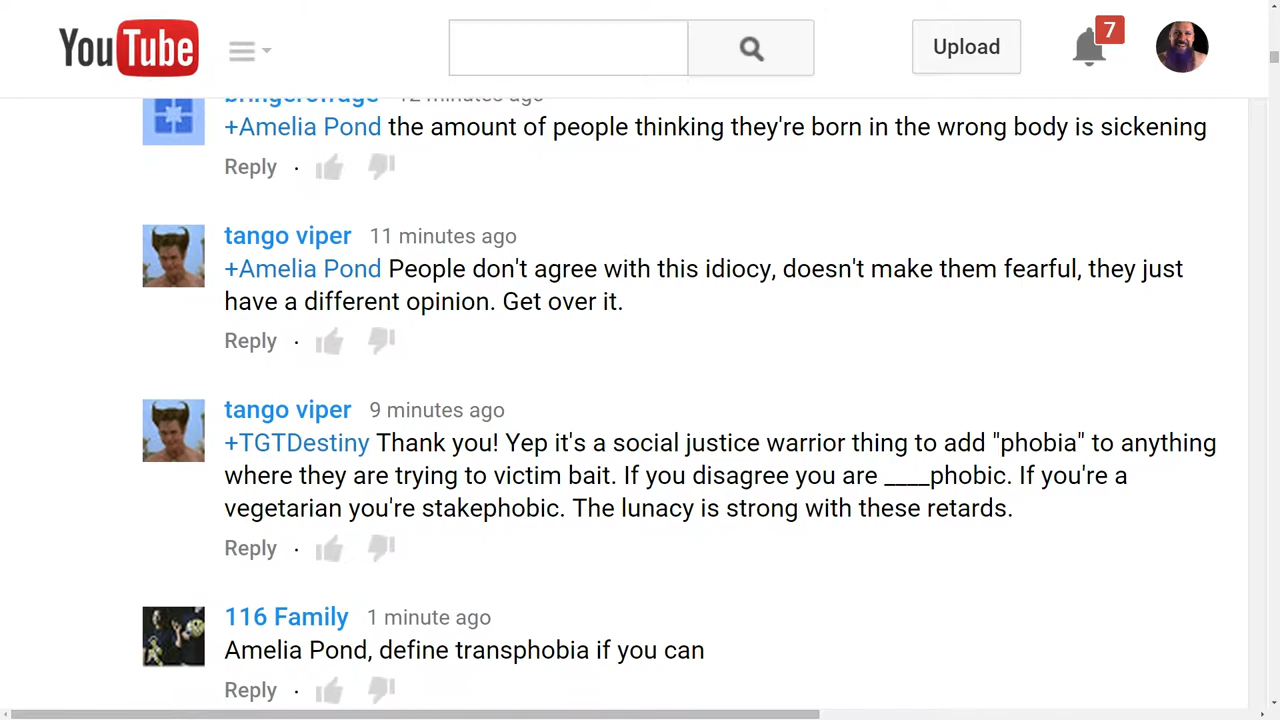 YouTube
Upload
7
12 minutes ago
+Amelia Pond the amount of people thinking they're born in the wrong body is sickening
Reply ·
tango viper 11 minutes ago
+Amelia Pond People don't agree with this idiocy, doesn't make them fearful, they just
have a different opinion. Get over it.
Reply ·
tango viper 9 minutes ago
+TGTDestiny Thank you! Yep it's a social justice warrior thing to add "phobia" to anything
where they are trying to victim bait. If you disagree you are ____phobic. If you're a
vegetarian you're stakephobic. The lunacy is strong with these retards.
Reply ·
116 Family 1 minute ago
Amelia Pond, define transphobia if you can
Reply ·